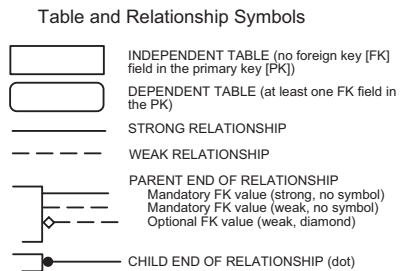 Table and Relationship Symbols
INDEPENDENT TABLE (no foreign key [FK]
field in the primary key [PK])
DEPENDENT TABLE (at least one FK field in
the PK)
STRONG RELATIONSHIP
WEAK RELATIONSHIP
PARENT END OF RELATIONSHIP
Mandatory FK value (strong, no symbol)
Mandatory FK value (weak, no symbol)
Optional FK value (weak, diamond)
CHILD END OF RELATIONSHIP (dot)